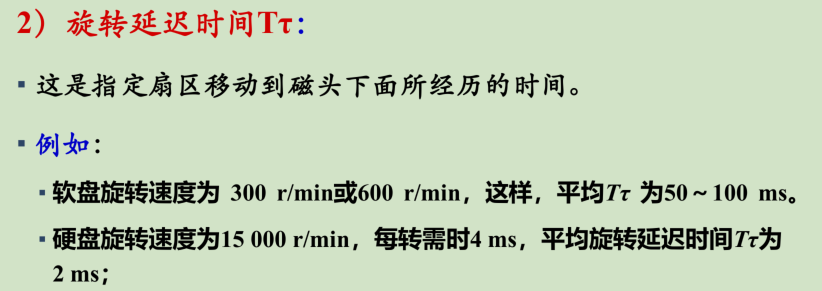 2）旋转延迟时间Tτ：
▪ 这是指定扇区移动到磁头下面所经历的时间。
▪ 例如：
▪ 软盘旋转速度为 300 r/min或600 r/min，这样，平均Tτ 为50～100 ms。
▪ 硬盘旋转速度为15 000 r/min，每转需时4 ms，平均旋转延迟时间Tτ为
2 ms；